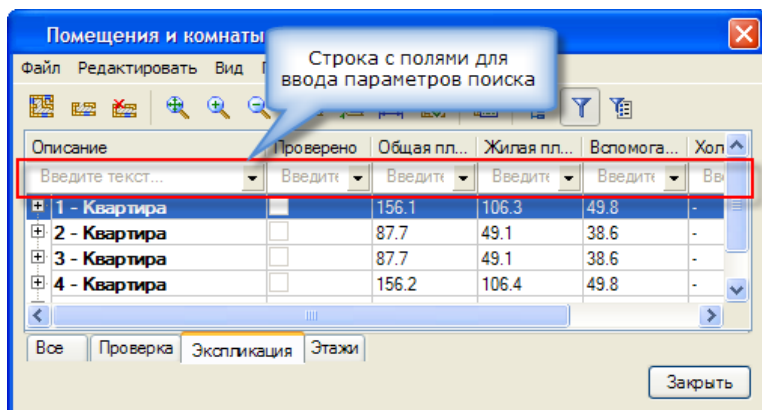 Помещения и комнаты
Строка с полями для
ввода параметров поиска
Файл Редактировать Вид
Описание Проверено Общая пл... Жилая пл... Вспомога... Хол
Введите текст... Введите Введите Введите Введите Вве
1 - Квартира 156.1 106.3 49.8 -
2 - Квартира 87.7 49.1 38.6 -
3 - Квартира 87.7 49.1 38.6 -
4 - Квартира 156.2 106.4 49.8 -
Все Проверка Экспликация Этажи
Закрыть